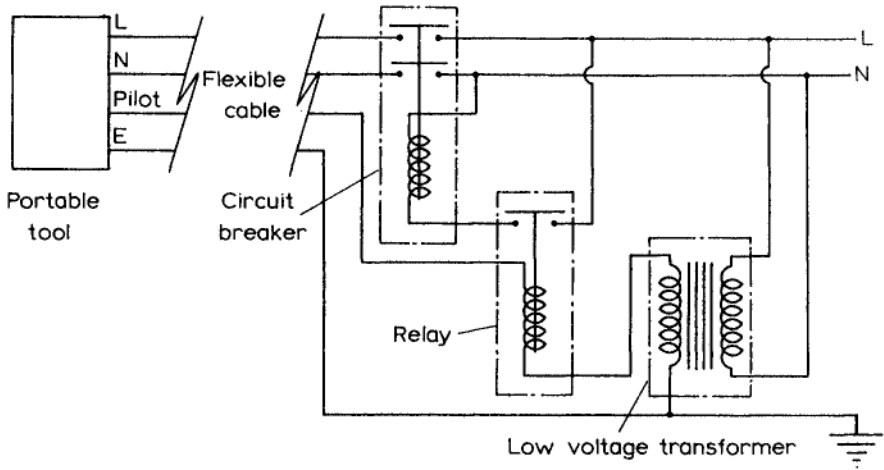 L
N
Pilot
E
Flexible
cable
L
N
Portable
tool
Circuit
breaker
Relay
Low voltage transformer